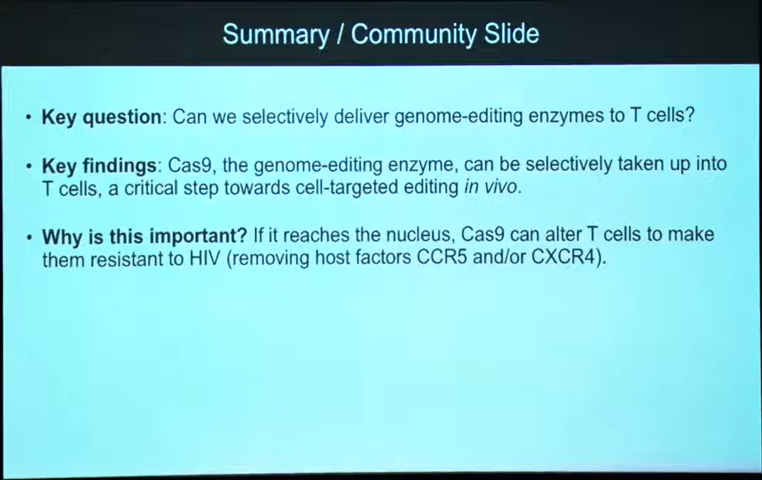 Summary / Community Slide
• Key question: Can we selectively deliver genome-editing enzymes to T cells?
• Key findings: Cas9, the genome-editing enzyme, can be selectively taken up into
T cells, a critical step towards cell-targeted editing in vivo.
• Why is this important? If it reaches the nucleus, Cas9 can alter T cells to make
them resistant to HIV (removing host factors CCR5 and/or CXCR4).